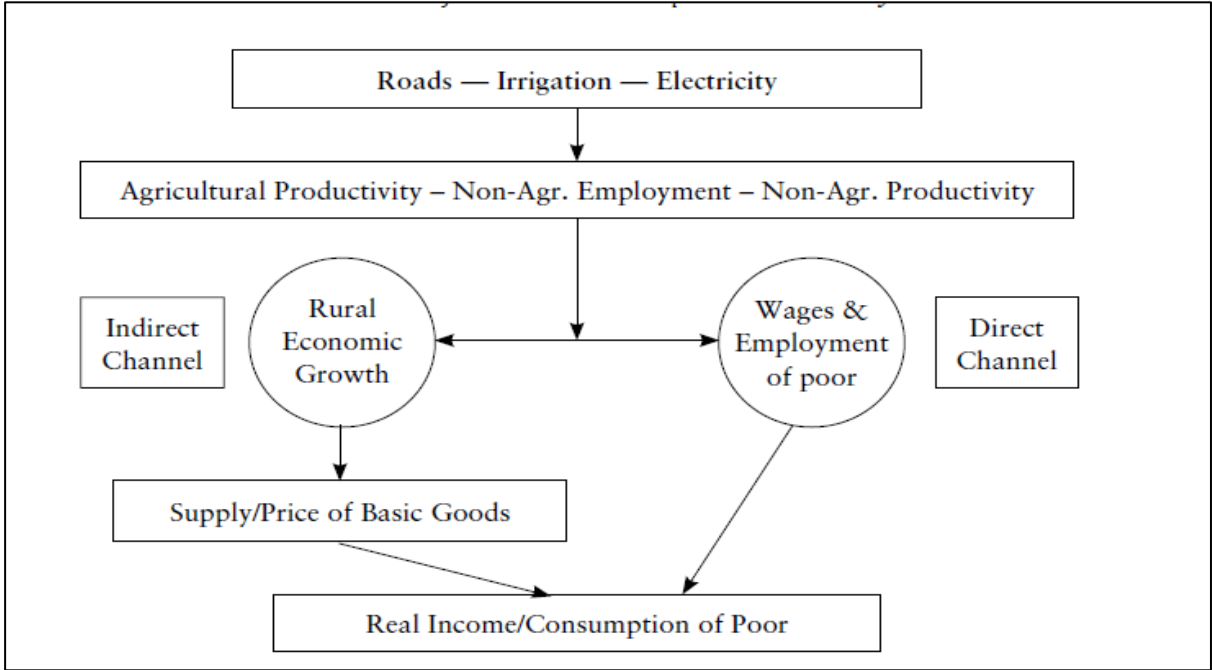 Roads — Irrigation — Electricity
Agricultural Productivity – Non-Agr. Employment – Non-Agr. Productivity
Indirect
Channel
Rural
Economic
Growth
Wages &
Employment
of poor
Direct
Channel
Supply/Price of Basic Goods
Real Income/Consumption of Poor